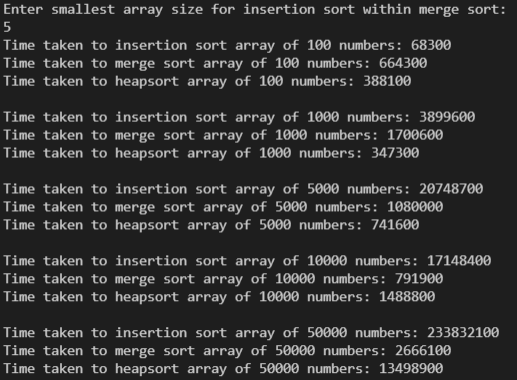 Enter smallest array size for insertion sort within merge sort:
5
Time taken to insertion sort array of 100 numbers: 68300
Time taken to merge sort array of 100 numbers: 664300
Time taken to heapsort array of 100 numbers: 388100
Time taken to insertion sort array of 1000 numbers: 3899600
Time taken to merge sort array of 1000 numbers: 1700600
Time taken to heapsort array of 1000 numbers: 347300
Time taken to insertion sort array of 5000 numbers: 20748700
Time taken to merge sort array of 5000 numbers: 1080000
Time taken to heapsort array of 5000 numbers: 741600
Time taken to insertion sort array of 10000 numbers: 17148400
Time taken to merge sort array of 10000 numbers: 791900
Time taken to heapsort array of 10000 numbers: 1488800
Time taken to insertion sort array of 50000 numbers: 233832100
Time taken to merge sort array of 50000 numbers: 2666100
Time taken to heapsort array of 50000 numbers: 13498900